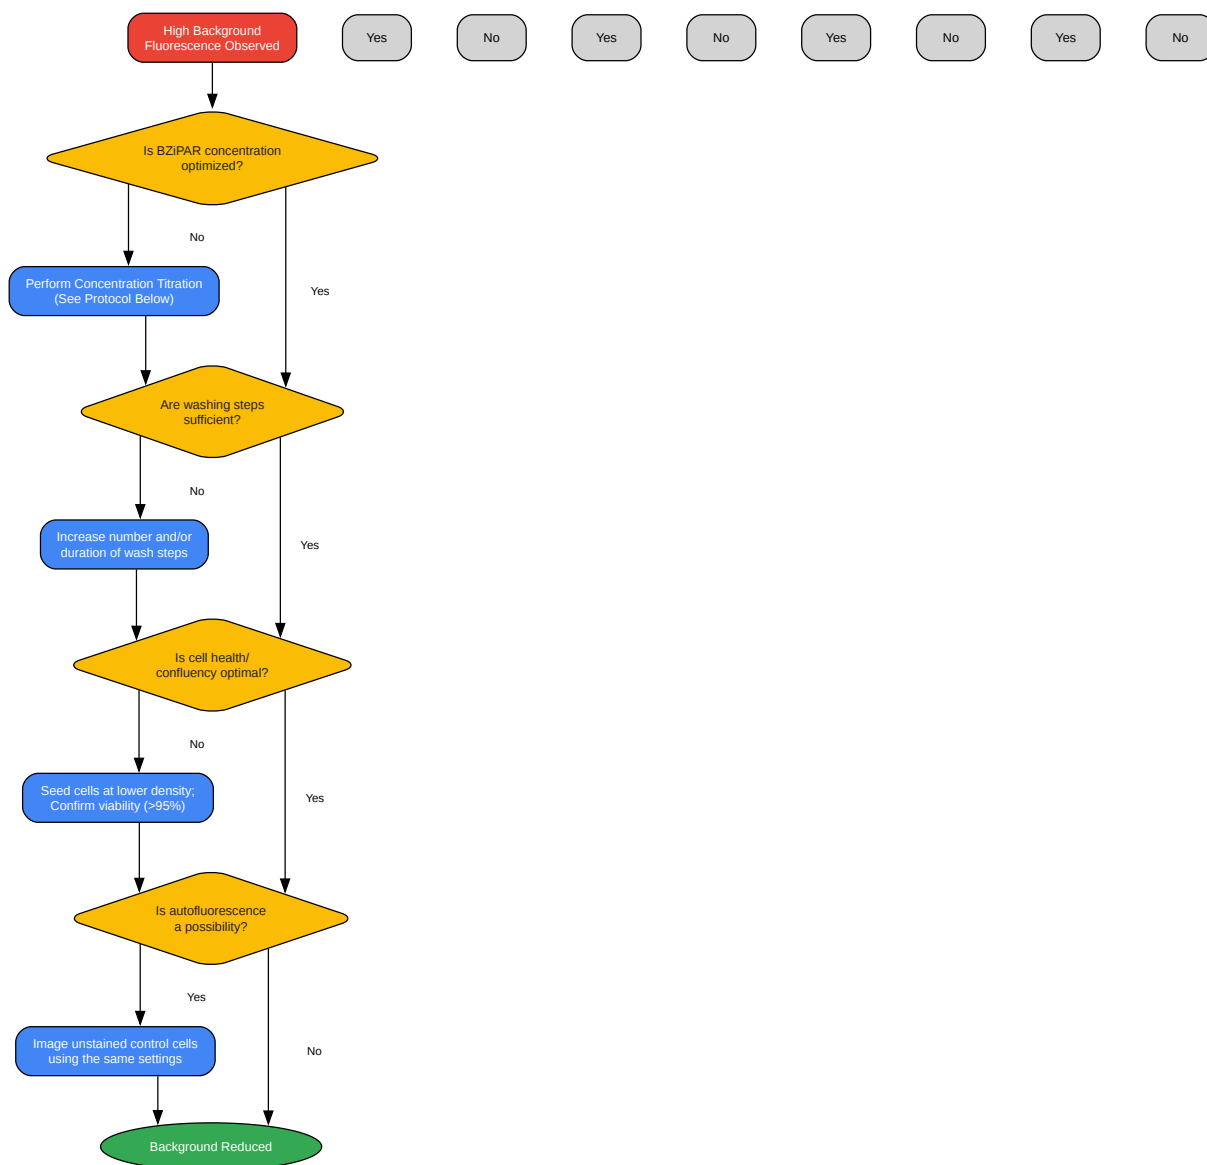 High Background
Fluorescence Observed
Yes
No
Yes
No
Yes
No
Yes
No
Is BZiPAR concentration
optimized?
No
Perform Concentration Titration
(See Protocol Below)
Yes
Are washing steps
sufficient?
No
Increase number and/or
duration of wash steps
Yes
Is cell health/
confluency optimal?
No
Seed cells at lower density;
Confirm viability (>95%)
Yes
Is autofluorescence
a possibility?
Yes
Image unstained control cells
using the same settings
No
Background Reduced